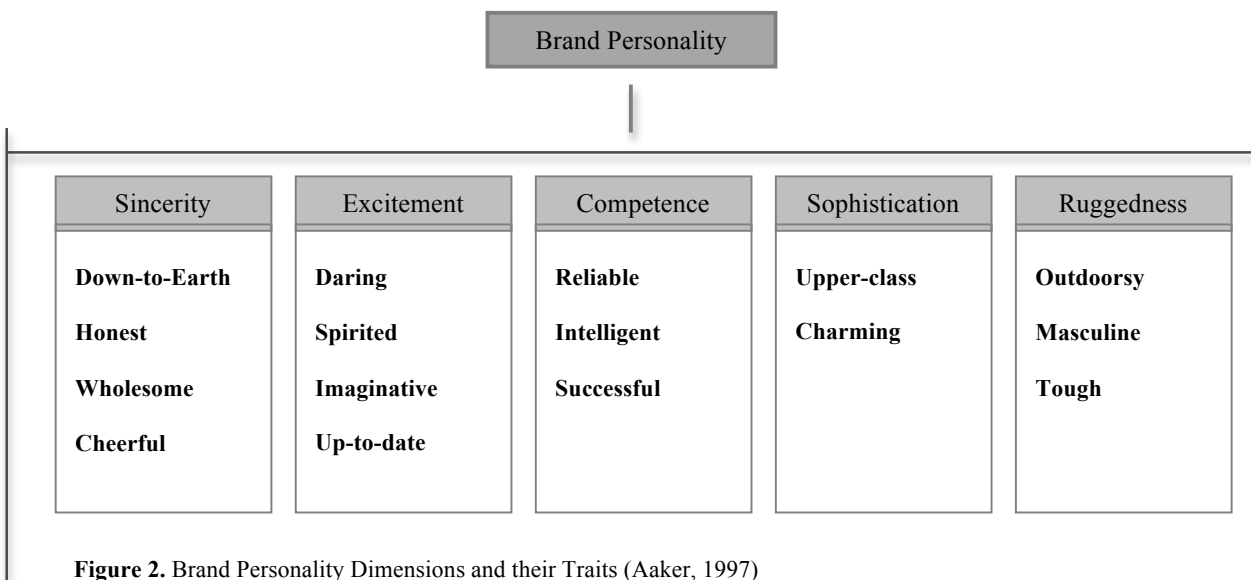 Brand Personality
Sincerity
Down-to-Earth
Honest
Wholesome
Cheerful
Excitement
Daring
Spirited
Imaginative
Up-to-date
Competence
Reliable
Intelligent
Successful
Sophistication
Upper-class
Charming
Ruggedness
Outdoorsy
Masculine
Tough
Figure 2. Brand Personality Dimensions and their Traits (Aaker, 1997)